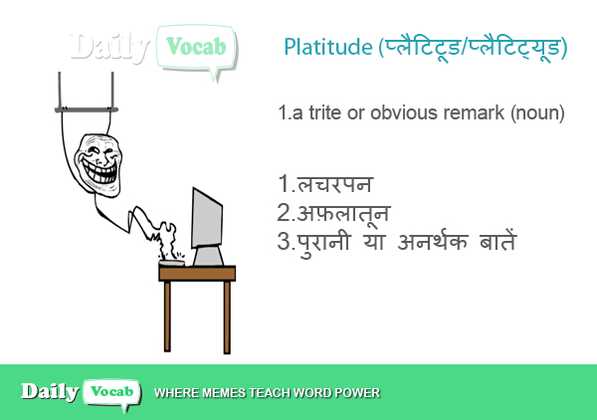 Daily Vocab
Platitude (प्लैटिटूड/प्लैटिट्यूड)
1.a trite or obvious remark (noun)
1.लचरपन
2.अफ़लातून
3.पुरानी या अनर्थक बातें
Daily Vocab WHERE MEMES TEACH WORD POWER